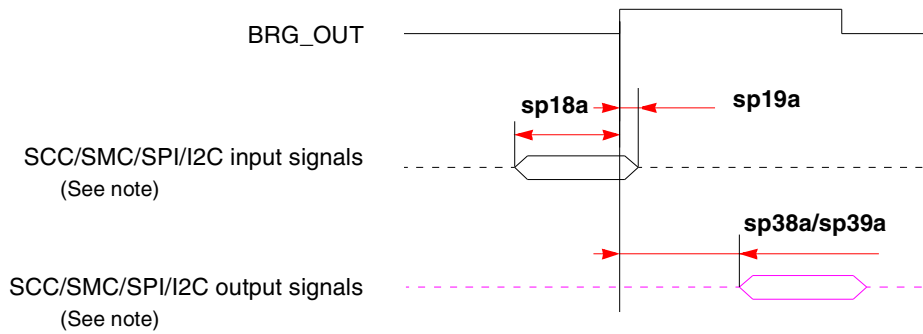 BRG_OUT
sp18a
sp19a
SCC/SMC/SPI/I2C input signals
(See note)
sp38a/sp39a
SCC/SMC/SPI/I2C output signals
(See note)